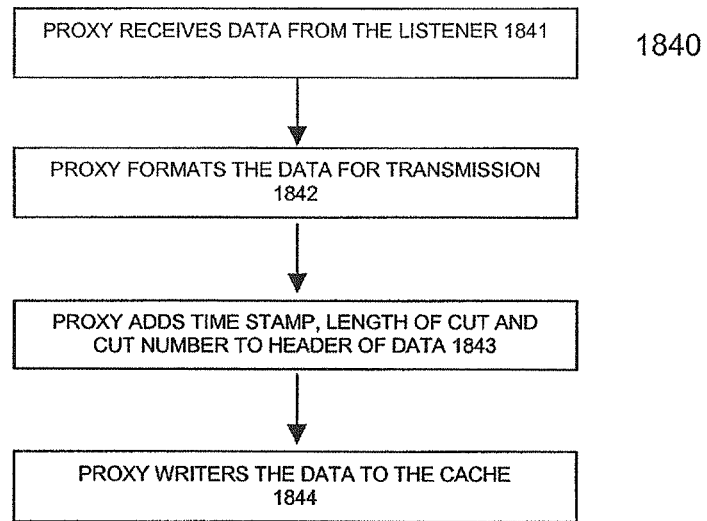 PROXY RECEIVES DATA FROM THE LISTENER 1841
1840
PROXY FORMATS THE DATA FOR TRANSMISSION
1842
PROXY ADDS TIME STAMP, LENGTH OF CUT AND
CUT NUMBER TO HEADER OF DATA 1843
PROXY WRITERS THE DATA TO THE CACHE
1844